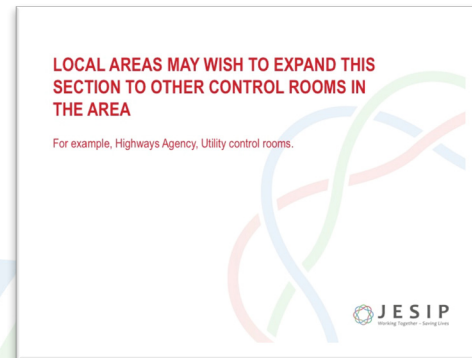 LOCAL AREAS MAY WISH TO EXPAND THIS
SECTION TO OTHER CONTROL ROOMS IN
THE AREA
For example, Highways Agency, Utility control rooms.
JESIP
Working Together – Saving Lives